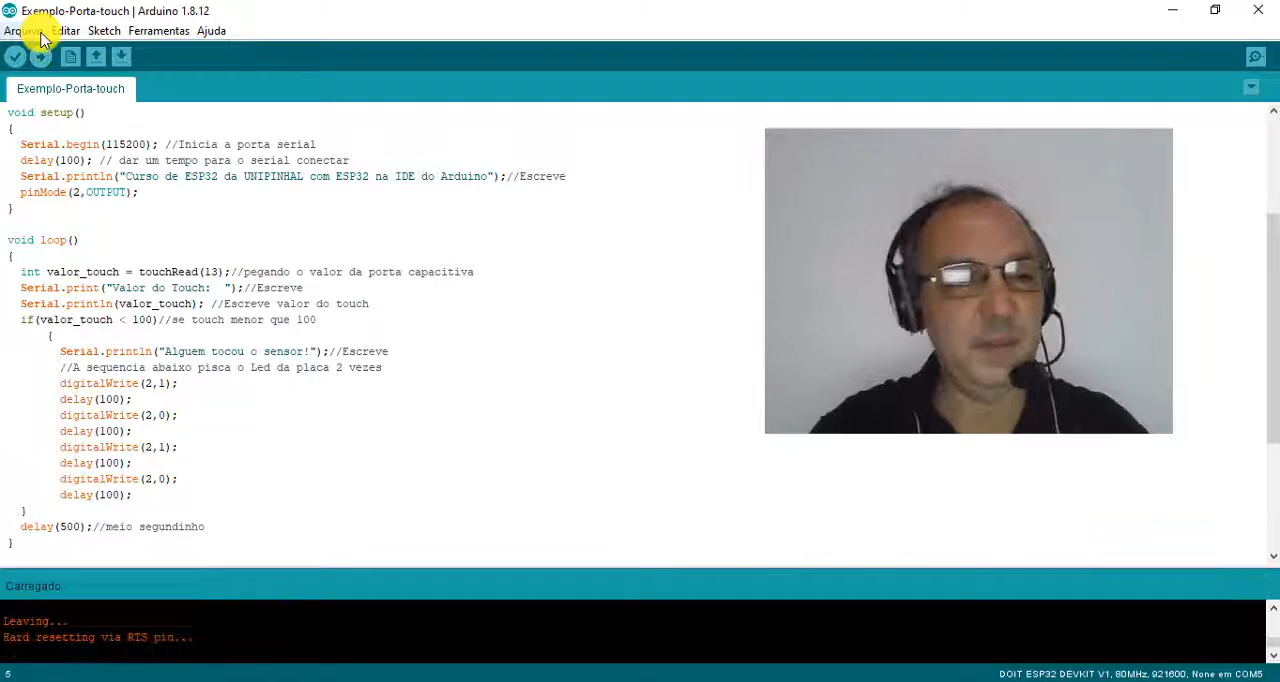 Exemplo-Porta-touch | Arduino 1.8.12
Arquivo Editar Sketch Ferramentas Ajuda
Exemplo-Porta-touch
void setup()
{
Serial.begin(115200); //Inicia a porta serial
delay(100); // dar um tempo para o serial conectar
Serial.println("Curso de ESP32 da UNIPINHAL com ESP32 na IDE do Arduino");//Escreve
pinMode(2,OUTPUT);
}
void loop()
{
int valor_touch = touchRead(13);//pegando o valor da porta capacitiva
Serial.print("Valor do Touch:  ");//Escreve
Serial.println(valor_touch); //Escreve valor do touch
if(valor_touch < 100)//se touch menor que 100
{
Serial.println("Alguem tocou o sensor!");//Escreve
//A sequencia abaixo pisca o Led da placa 2 vezes
digitalWrite(2,1);
delay(100);
digitalWrite(2,0);
delay(100);
digitalWrite(2,1);
delay(100);
digitalWrite(2,0);
delay(100);
}
delay(500);//meio segundinho
}
Carregado
Leaving...
Hard resetting via RTS pin...
5 DOIT ESP32 DEVKIT V1, 80MHz, 921600, None em COM5